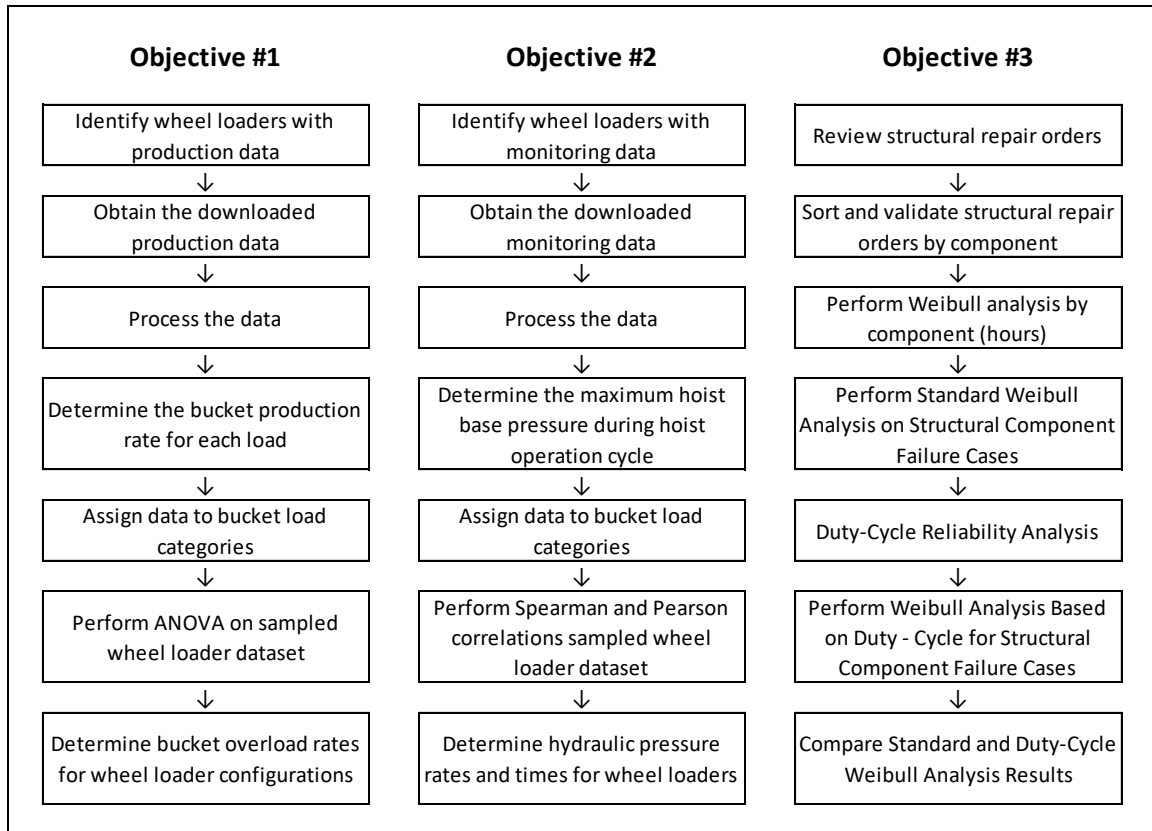 Objective #1
Identify wheel loaders with
production data
↓
Obtain the downloaded
production data
↓
Process the data
↓
Determine the bucket production
rate for each load
↓
Assign data to bucket load
categories
↓
Perform ANOVA on sampled
wheel loader dataset
↓
Determine bucket overload rates
for wheel loader configurations
Objective #2
Identify wheel loaders with
monitoring data
↓
Obtain the downloaded
monitoring data
↓
Process the data
↓
Determine the maximum hoist
base pressure during hoist
operation cycle
↓
Assign data to bucket load
categories
↓
Perform Spearman and Pearson
correlations sampled wheel
loader dataset
↓
Determine hydraulic pressure
rates and times for wheel loaders
Objective #3
Review structural repair orders
↓
Sort and validate structural repair
orders by component
↓
Perform Weibull analysis by
component (hours)
↓
Perform Standard Weibull
Analysis on Structural Component
Failure Cases
↓
Duty-Cycle Reliability Analysis
↓
Perform Weibull Analysis Based
on Duty - Cycle for Structural
Component Failure Cases
↓
Compare Standard and Duty-Cycle
Weibull Analysis Results